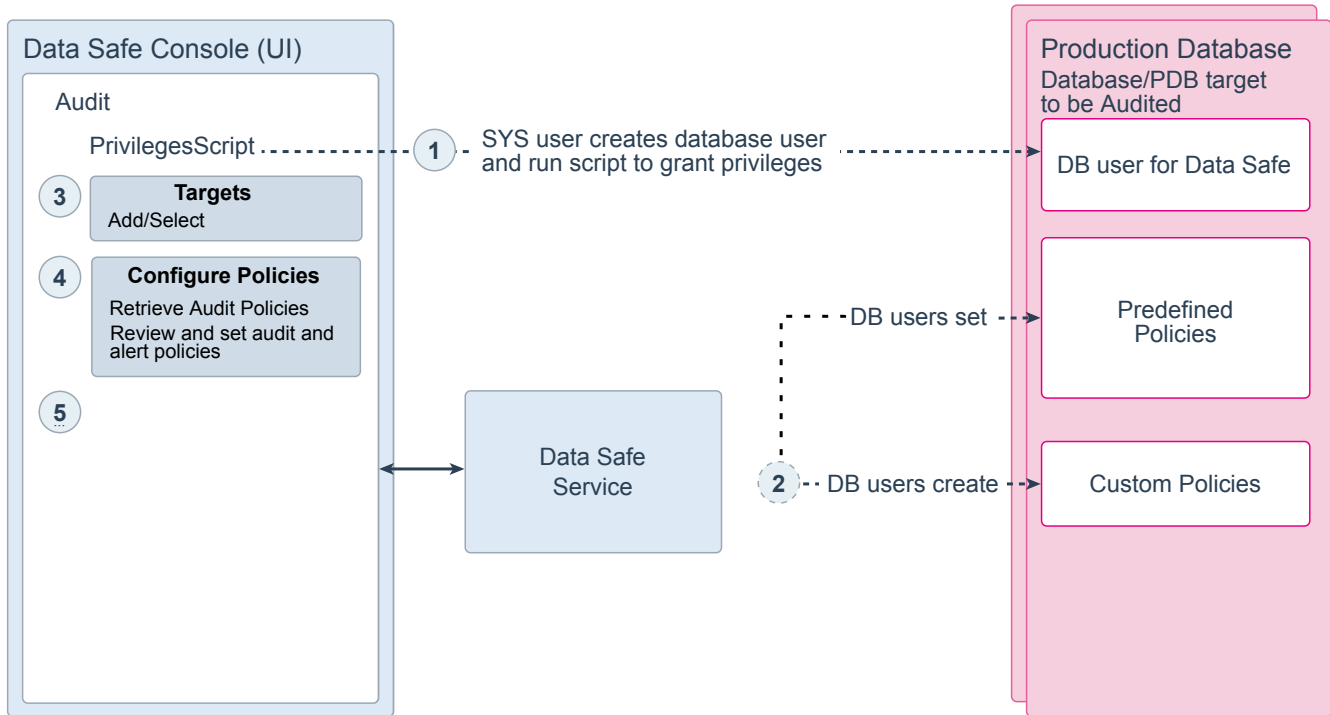 Data Safe Console (UI)
Audit
PrivilegesScript
1
SYS user creates database user
and run script to grant privileges
3
Targets
Add/Select
4
Configure Policies
Retrieve Audit Policies
Review and set audit and
alert policies
5
Data Safe
Service
DB users set
2
DB users create
Production Database
Database/PDB target
to be Audited
DB user for Data Safe
Predefined
Policies
Custom Policies